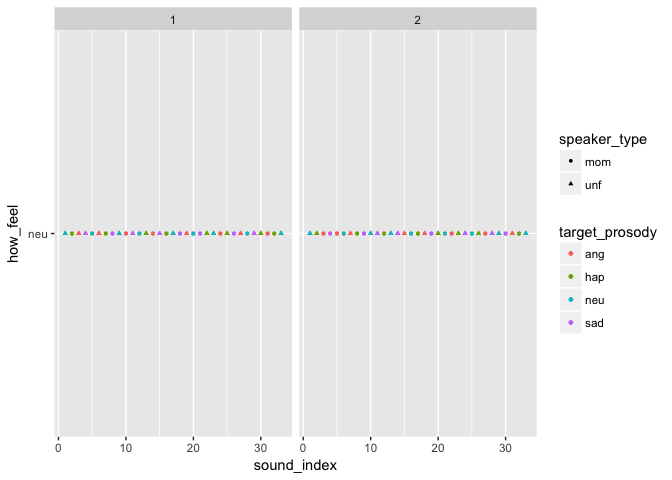 1 2
how_feel
neu
0 10 20 30 0 10 20 30
sound_index
speaker_type
mom
unf
target_prosody
ang
hap
neu
sad